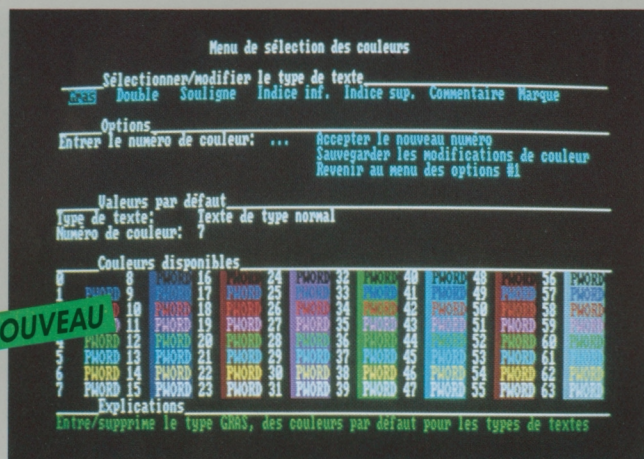 Menu de sélection des couleurs
Sélectionner/modifier le type de texte
Gras Double Souligne Indice inf. Indice sup. Commentaire Marque
Options
Entrer le numéro de couleur: ... Accepter le nouveau numéro
Sauvegarder les modifications de couleur
Revenir au menu des options #1
Valeurs par défaut
Type de texte: Texte de type normal
Numéro de couleur: 7
Couleurs disponibles
0 8 16 PWORD 24 PWORD 32 PWORD 40 PWORD 48 PWORD 56 PWORD
1 PWORD 9 PWORD 17 PWORD 25 PWORD 33 PWORD 41 PWORD 49 PWORD 57 PWORD
10 PWORD 18 PWORD 26 PWORD 34 PWORD 42 PWORD 50 PWORD 58 PWORD
OUVEAU
11 PWORD 19 PWORD 27 PWORD 35 PWORD 43 PWORD 51 PWORD 59 PWORD
PWORD 12 PWORD 20 PWORD 28 PWORD 36 PWORD 44 PWORD 52 PWORD 60 PWORD
5 PWORD 13 PWORD 21 PWORD 29 PWORD 37 PWORD 45 PWORD 53 PWORD 61 PWORD
6 PWORD 14 PWORD 22 PWORD 30 PWORD 38 PWORD 46 PWORD 54 PWORD 62 PWORD
7 PWORD 15 PWORD 23 PWORD 31 PWORD 39 PWORD 47 PWORD 55 PWORD 63 PWORD
Explications
Entre/supprime le type GRAS, des couleurs par défaut pour les types de textes